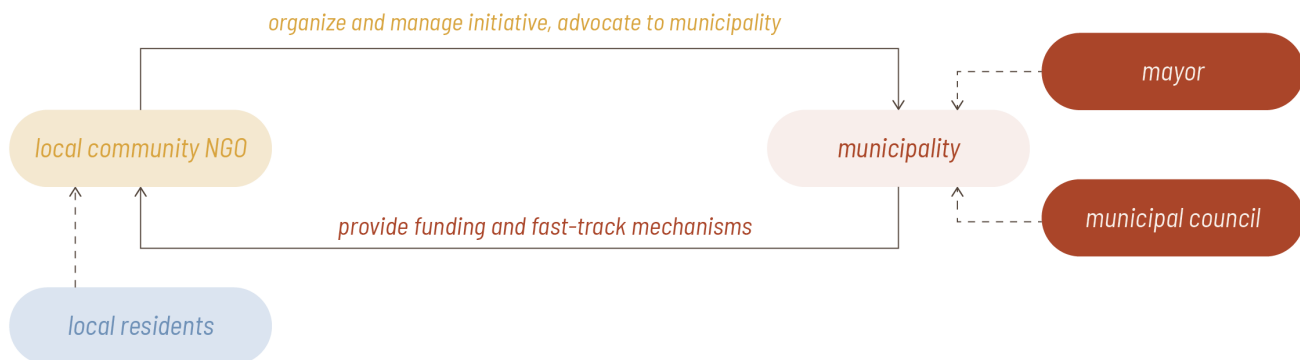 organize and manage initiative, advocate to municipality
mayor
local community NGO
municipality
municipal council
provide funding and fast-track mechanisms
local residents